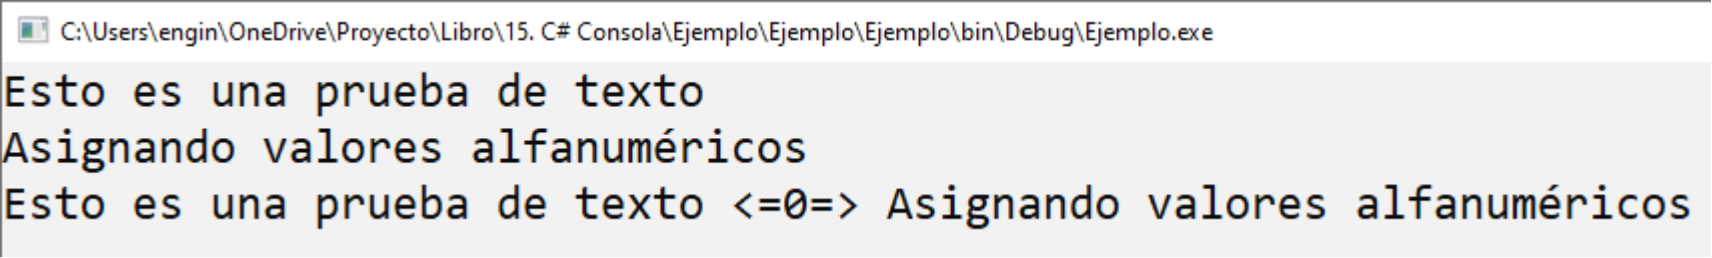 C:\Users\engin\OneDrive\Proyecto\Libro\15. C# Consola\Ejemplo\Ejemplo\Ejemplo\bin\Debug\Ejemplo.exe
Esto es una prueba de texto
Asignando valores alfanuméricos
Esto es una prueba de texto <=0=> Asignando valores alfanuméricos